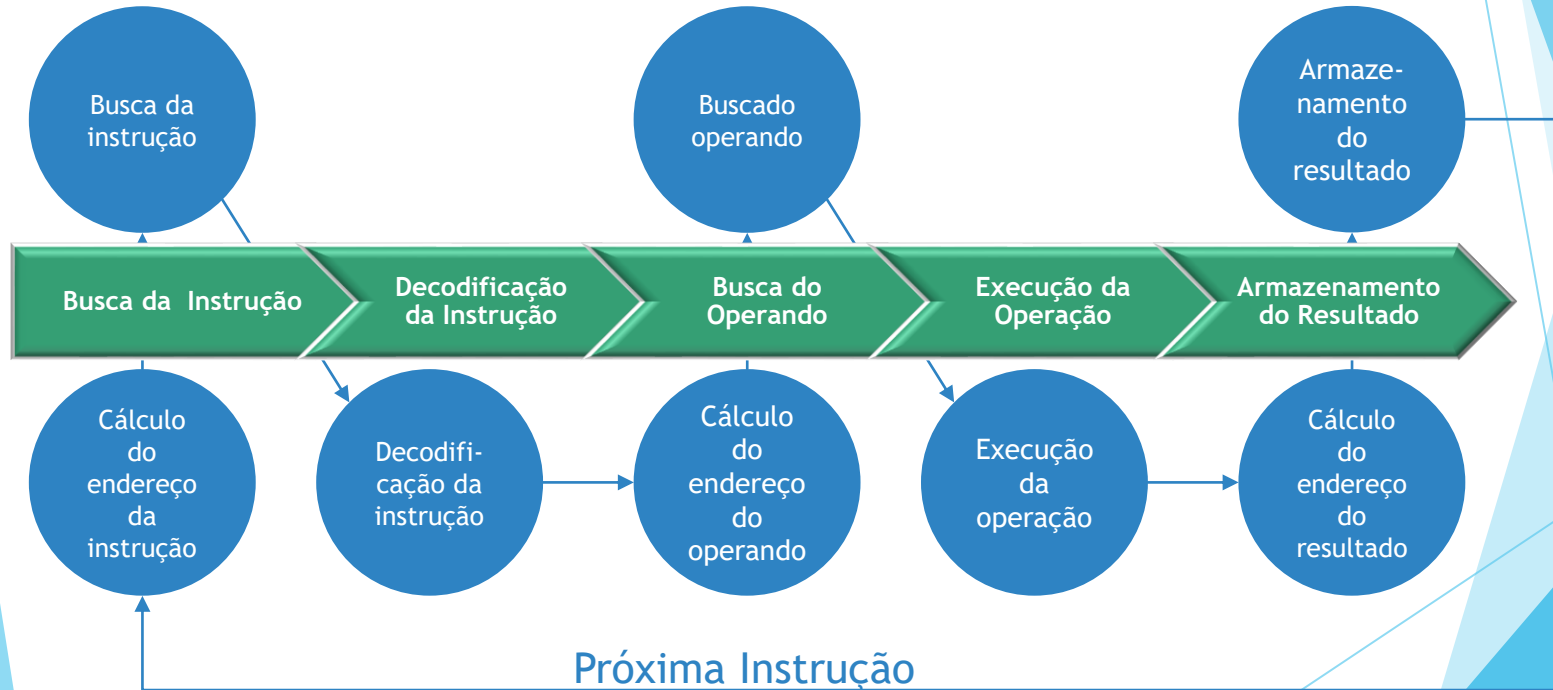 Busca da
instrução
Buscado
operando
Armaze-
namento
do
resultado
Busca da Instrução
Decodificação
da Instrução
Busca do
Operando
Execução da
Operação
Armazenamento
do Resultado
Cálculo
do
endereço
da
instrução
Decodifi-
cação da
instrução
Cálculo
do
endereço
do
operando
Execução
da
operação
Cálculo
do
endereço
do
resultado
Próxima Instrução